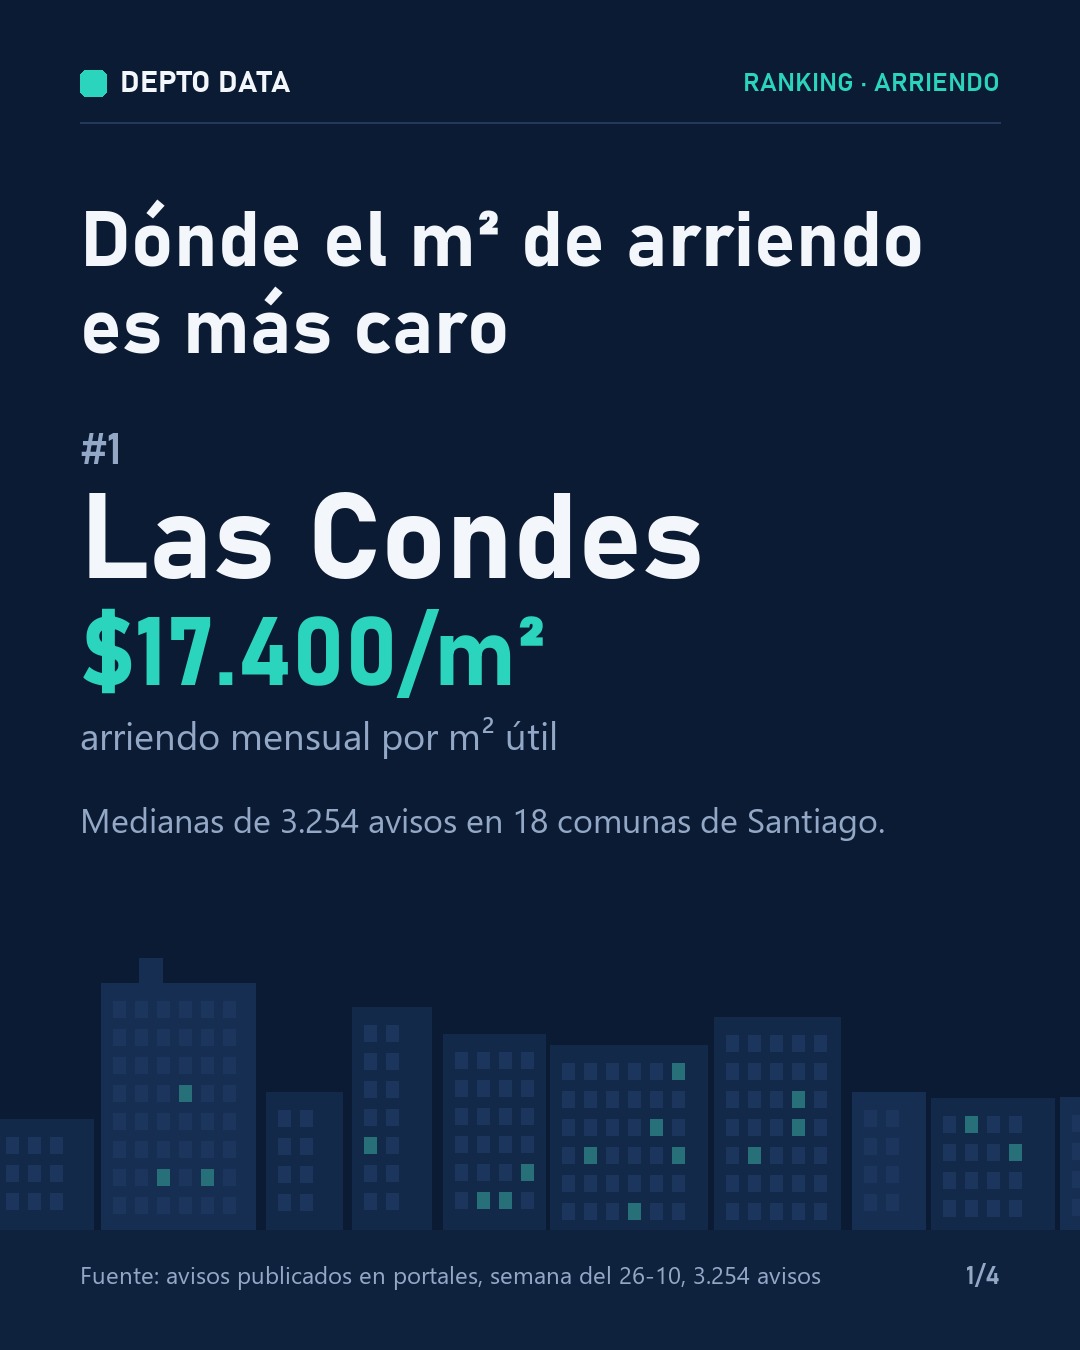 DEPTO DATA
RANKING · ARRIENDO
Dónde el m² de arriendo
es más caro
#1
Las Condes
$17.400/m²
arriendo mensual por m² útil
Medianas de 3.254 avisos en 18 comunas de Santiago.
Fuente: avisos publicados en portales, semana del 26-10, 3.254 avisos
1/4